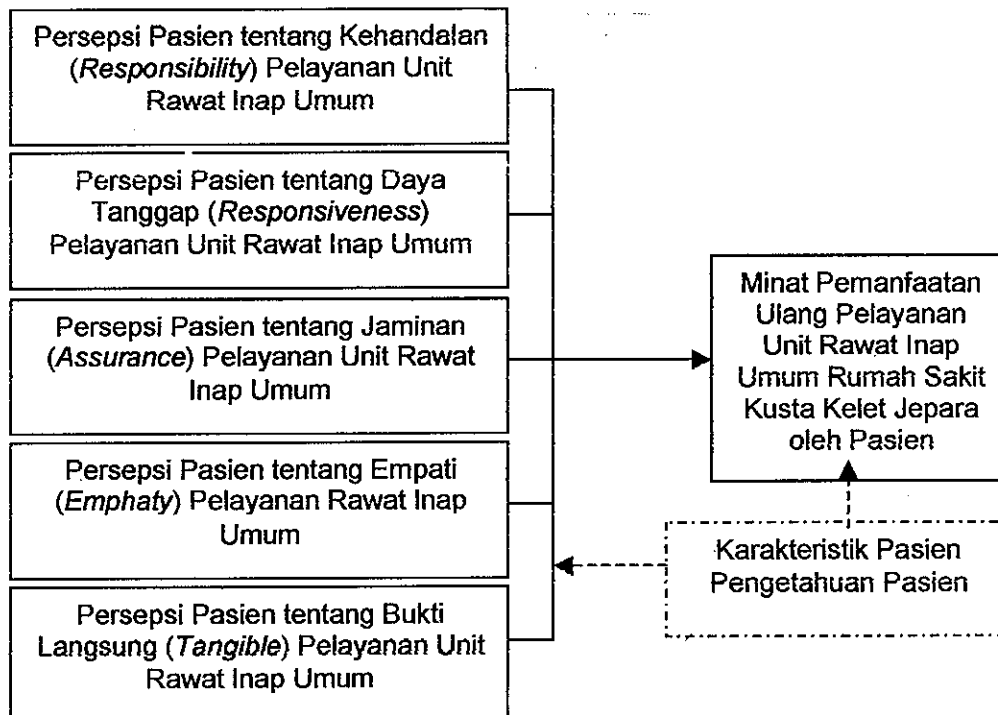 Persepsi Pasien tentang Kehandalan
(Responsibility) Pelayanan Unit
Rawat Inap Umum
Persepsi Pasien tentang Daya
Tanggap (Responsiveness)
Pelayanan Unit Rawat Inap Umum
Persepsi Pasien tentang Jaminan
(Assurance) Pelayanan Unit Rawat
Inap Umum
Persepsi Pasien tentang Empati
(Emphaty) Pelayanan Rawat Inap
Umum
Persepsi Pasien tentang Bukti
Langsung (Tangible) Pelayanan Unit
Rawat Inap Umum
Minat Pemanfaatan
Ulang Pelayanan
Unit Rawat Inap
Umum Rumah Sakit
Kusta Kelet Jepara
oleh Pasien
Karakteristik Pasien
Pengetahuan Pasien